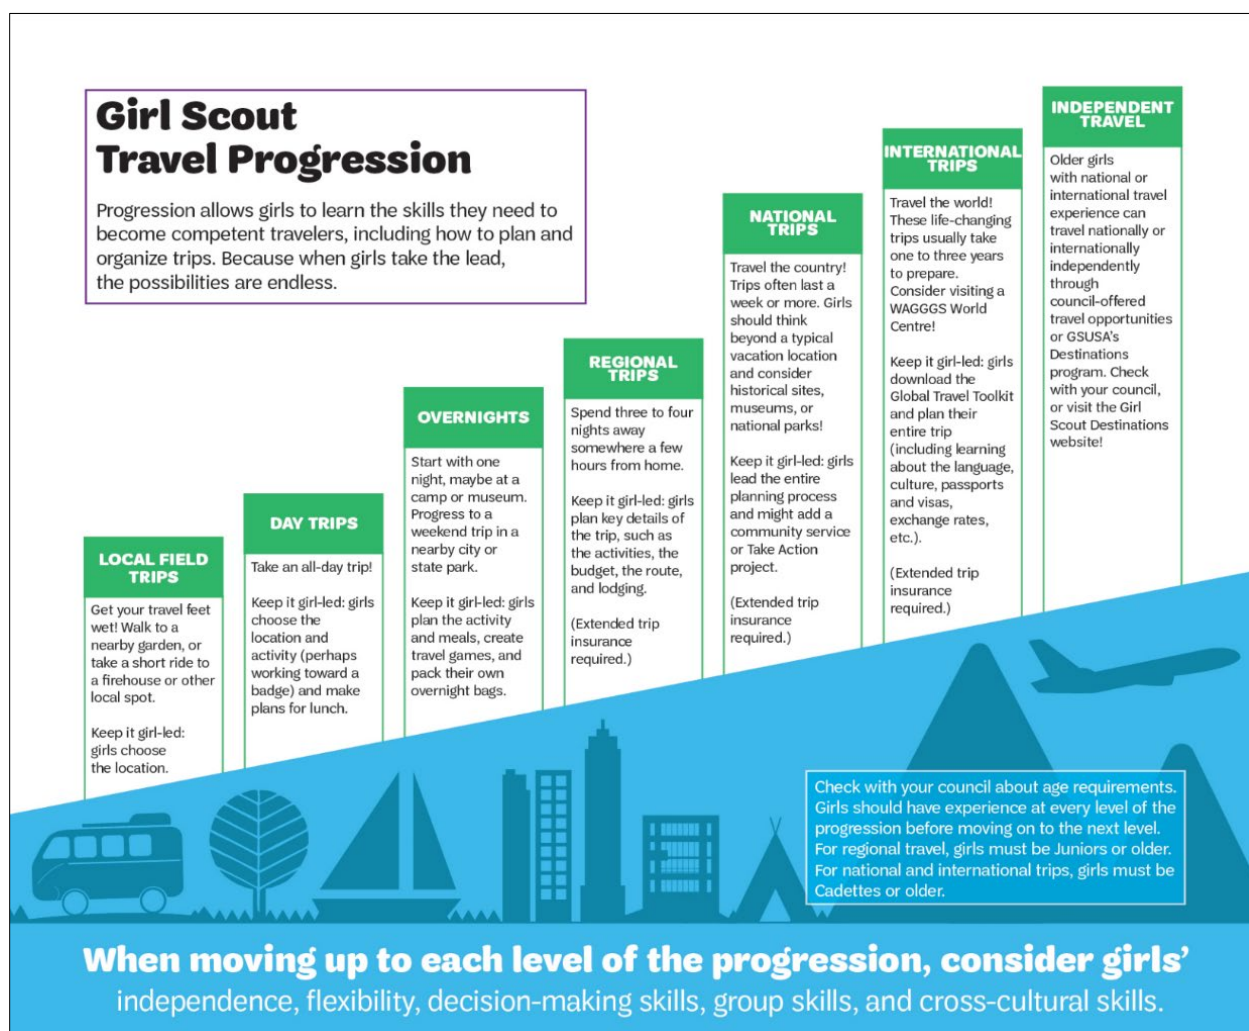 Girl Scout
Travel Progression
Progression allows girls to learn the skills they need to
become competent travelers, including how to plan and
organize trips. Because when girls take the lead,
the possibilities are endless.
LOCAL FIELD
TRIPS
Get your travel feet
wet! Walk to a
nearby garden, or
take a short ride to
a firehouse or other
local spot.
Keep it girl-led:
girls choose
the location.
DAY TRIPS
Take an all-day trip!
Keep it girl-led: girls
choose the
location and
activity (perhaps
working toward a
badge) and make
plans for lunch.
OVERNIGHTS
Start with one
night, maybe at a
camp or museum.
Progress to a
weekend trip in a
nearby city or
state park.
Keep it girl-led: girls
plan the activity
and meals, create
travel games, and
pack their own
overnight bags.
REGIONAL
TRIPS
Spend three to four
nights away
somewhere a few
hours from home.
Keep it girl-led: girls
plan key details of
the trip, such as
the activities, the
budget, the route,
and lodging.
(Extended trip
insurance
required.)
NATIONAL
TRIPS
Travel the country!
Trips often last a
week or more. Girls
should think
beyond a typical
vacation location
and consider
historical sites,
museums, or
national parks!
Keep it girl-led: girls
lead the entire
planning process
and might add a
community service
or Take Action
project.
(Extended trip
insurance
required.)
INTERNATIONAL
TRIPS
Travel the world!
These life-changing
trips usually take
one to three years
to prepare.
Consider visiting a
WAGGGS World
Centre!
Keep it girl-led: girls
download the
Global Travel Toolkit
and plan their
entire trip
(including learning
about the language,
culture, passports
and visas,
exchange rates,
etc.).
(Extended trip
insurance
required.)
INDEPENDENT
TRAVEL
Older girls
with national or
international travel
experience can
travel nationally or
internationally
independently
through
council-offered
travel opportunities
or GSUSA's
Destinations
program. Check
with your council,
or visit the Girl
Scout Destinations
website!
Check with your council about age requirements.
Girls should have experience at every level of the
progression before moving on to the next level.
For regional travel, girls must be Juniors or older.
For national and international trips, girls must be
Cadettes or older.
When moving up to each level of the progression, consider girls'
independence, flexibility, decision-making skills, group skills, and cross-cultural skills.